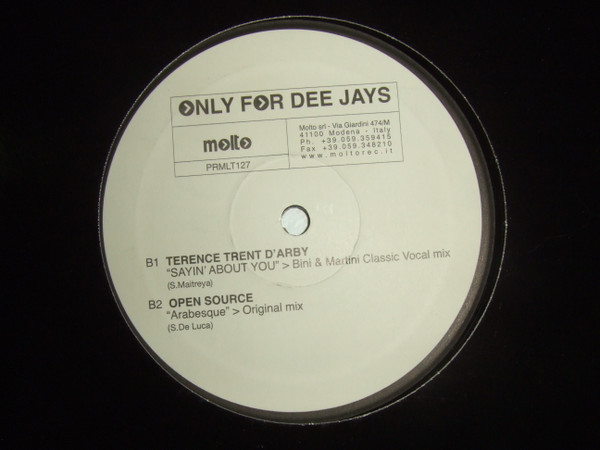 ONLY FOR DEE JAYS
molto
PRMLT127
Molto srl - Via Giardini 474/M
41100 Modena - Italy
Ph. +39.059.359415
Fax +39.059.348210
www.moltorec.it
B1 TERENCE TRENT D'ARBY
"SAYIN' ABOUT YOU" > Bini & Martini Classic Vocal mix
(S.Maitreya)
B2 OPEN SOURCE
"Arabesque" > Original mix
(S.De Luca)